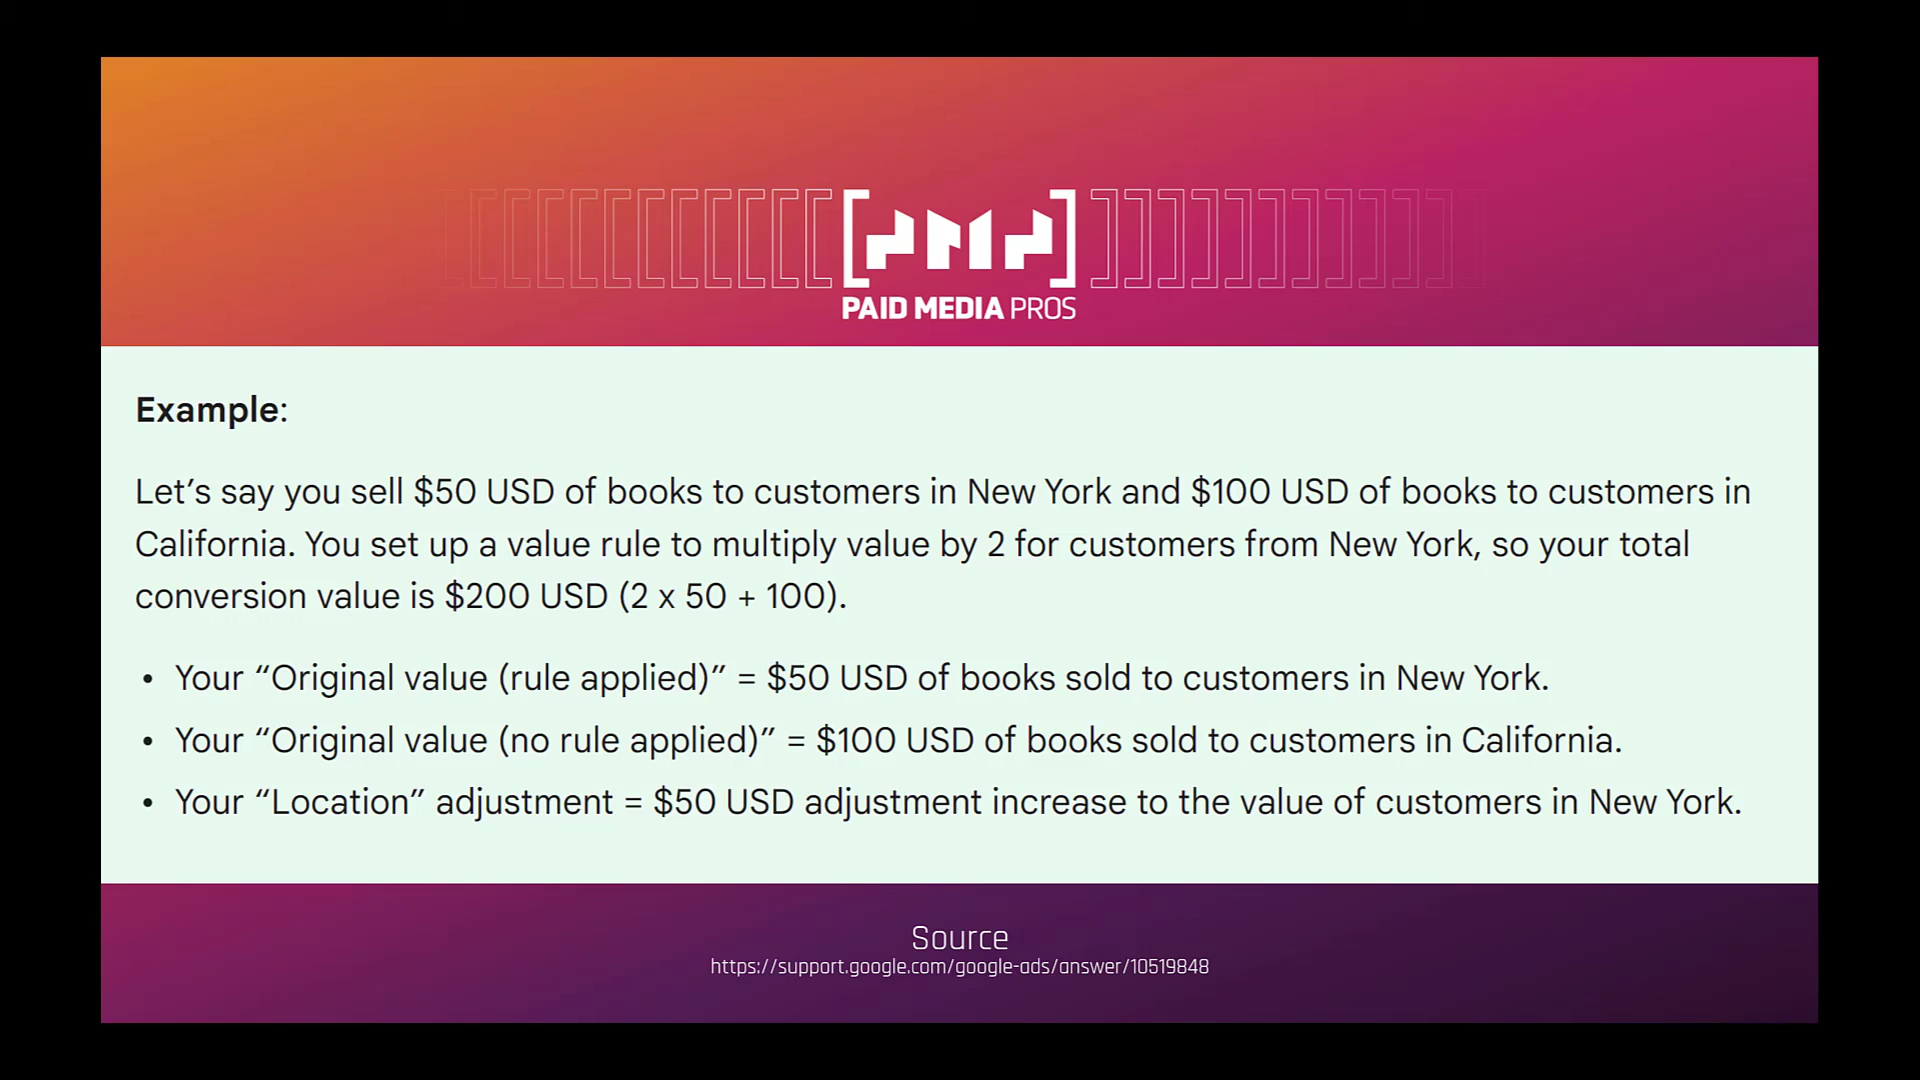 PAID MEDIA PROS
Example:
Let’s say you sell $50 USD of books to customers in New York and $100 USD of books to customers in
California. You set up a value rule to multiply value by 2 for customers from New York, so your total
conversion value is $200 USD (2 x 50 + 100).
• Your “Original value (rule applied)” = $50 USD of books sold to customers in New York.
• Your “Original value (no rule applied)” = $100 USD of books sold to customers in California.
• Your “Location” adjustment = $50 USD adjustment increase to the value of customers in New York.
Source
https://support.google.com/google-ads/answer/10519848